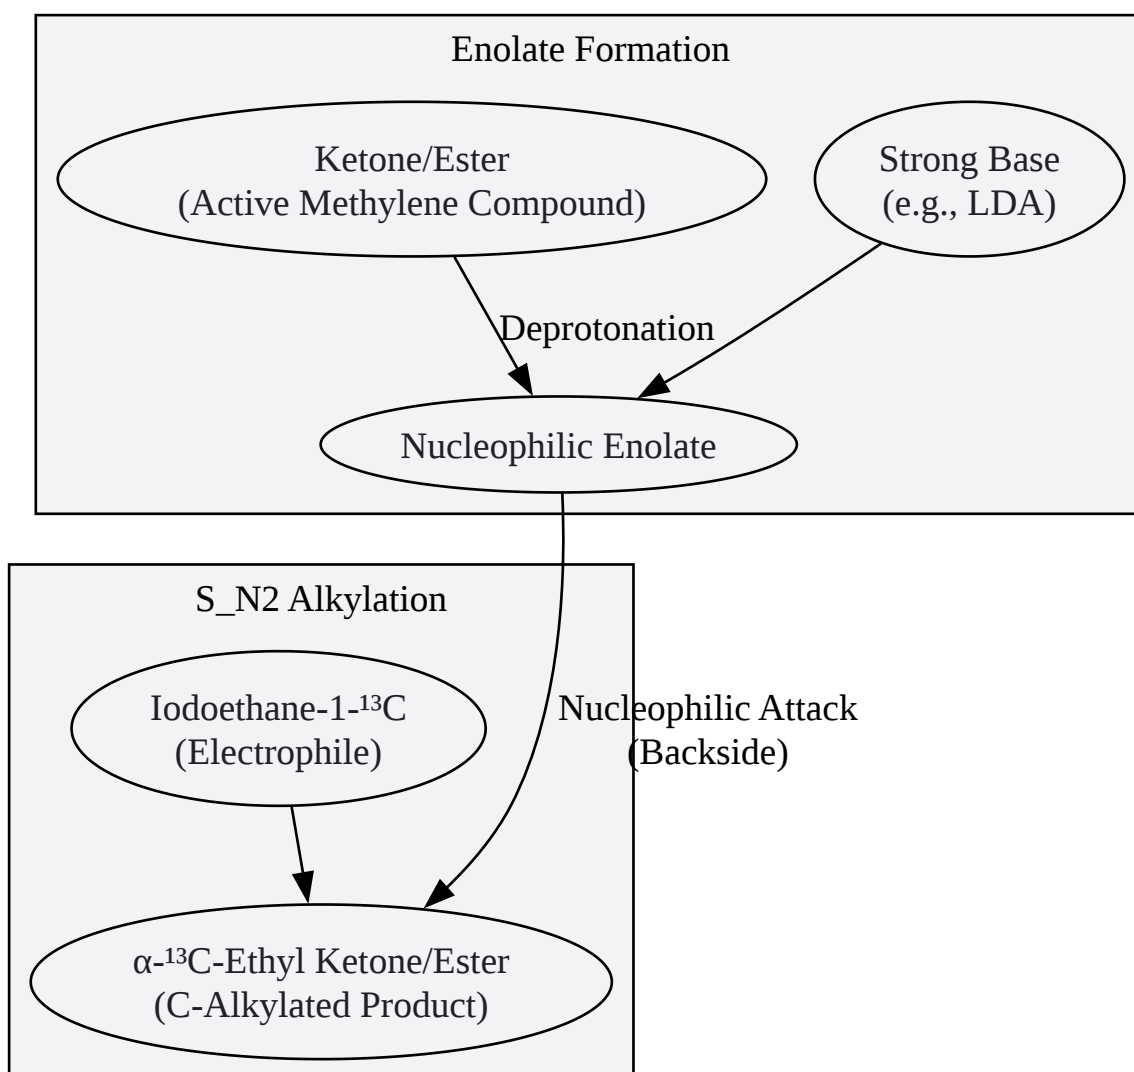 Enolate Formation
Ketone/Ester
(Active Methylene Compound)
Strong Base
(e.g., LDA)
Deprotonation
Nucleophilic Enolate
S_N2 Alkylation
Iodoethane-1-¹³C
(Electrophile)
Nucleophilic Attack
(Backside)
α-¹³C-Ethyl Ketone/Ester
(C-Alkylated Product)